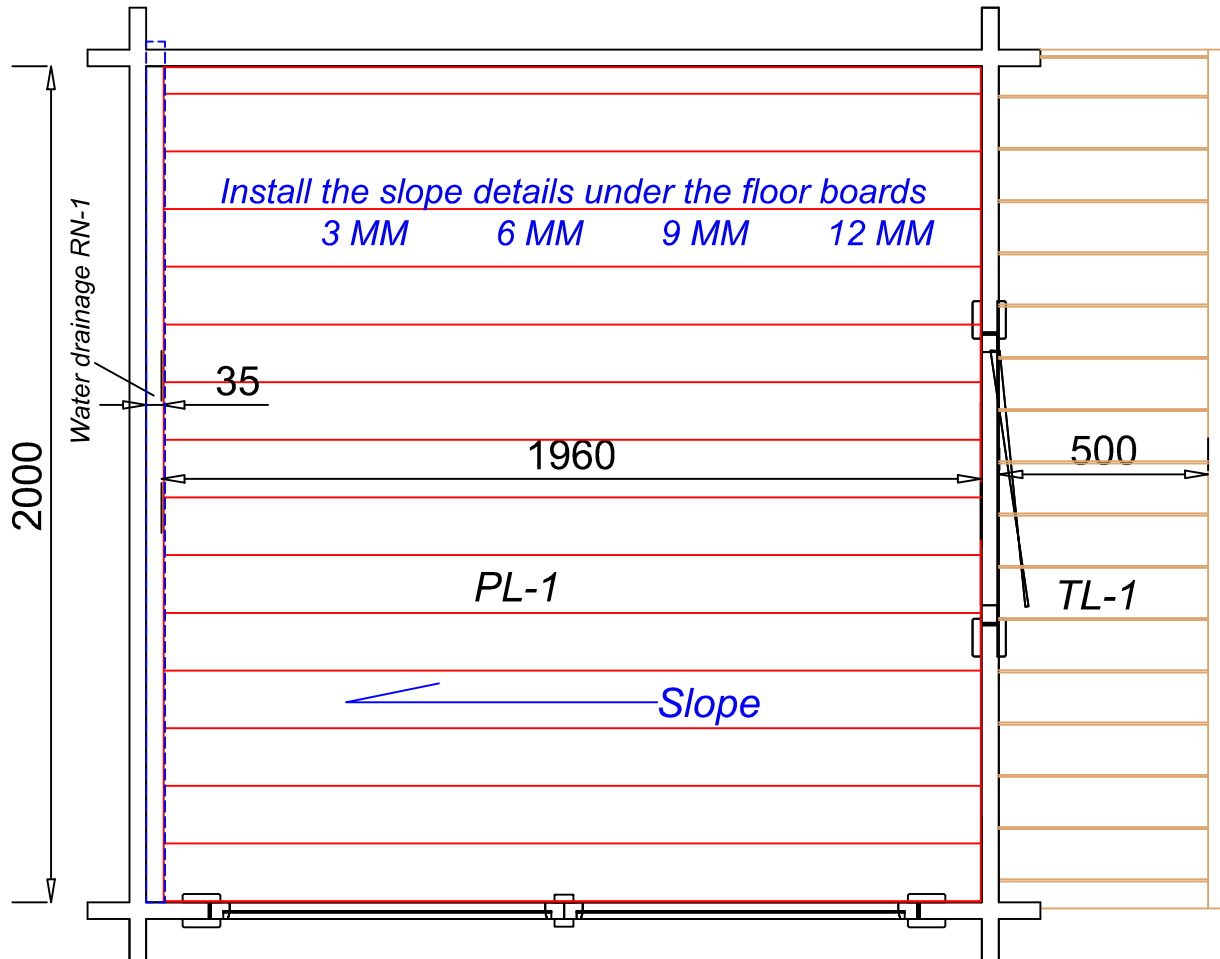 Install the slope details under the floor boards
3 MM 6 MM 9 MM 12 MM
Water drainage RN-1
35
1960
500
2000
PL-1
TL-1
Slope